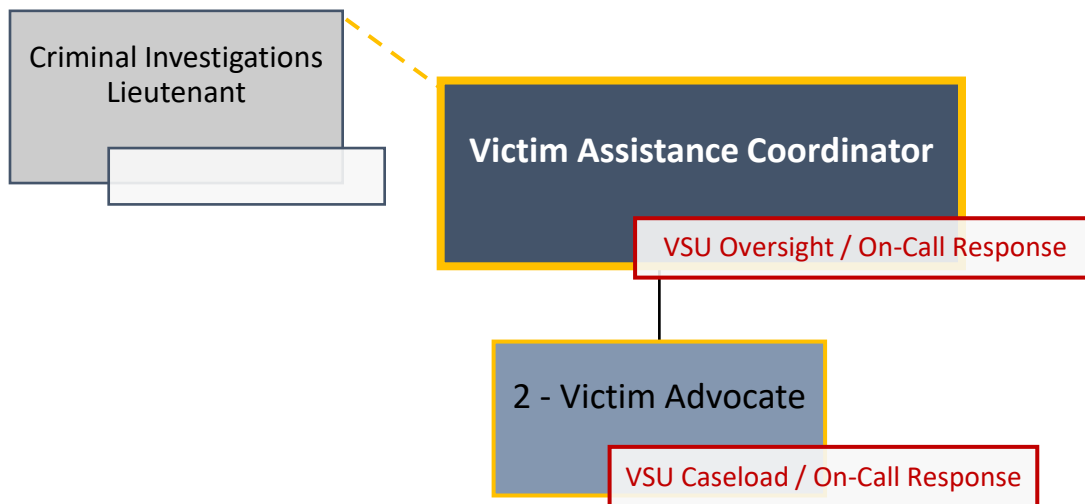 Criminal Investigations
Lieutenant
Victim Assistance Coordinator
VSU Oversight / On-Call Response
2 - Victim Advocate
VSU Caseload / On-Call Response